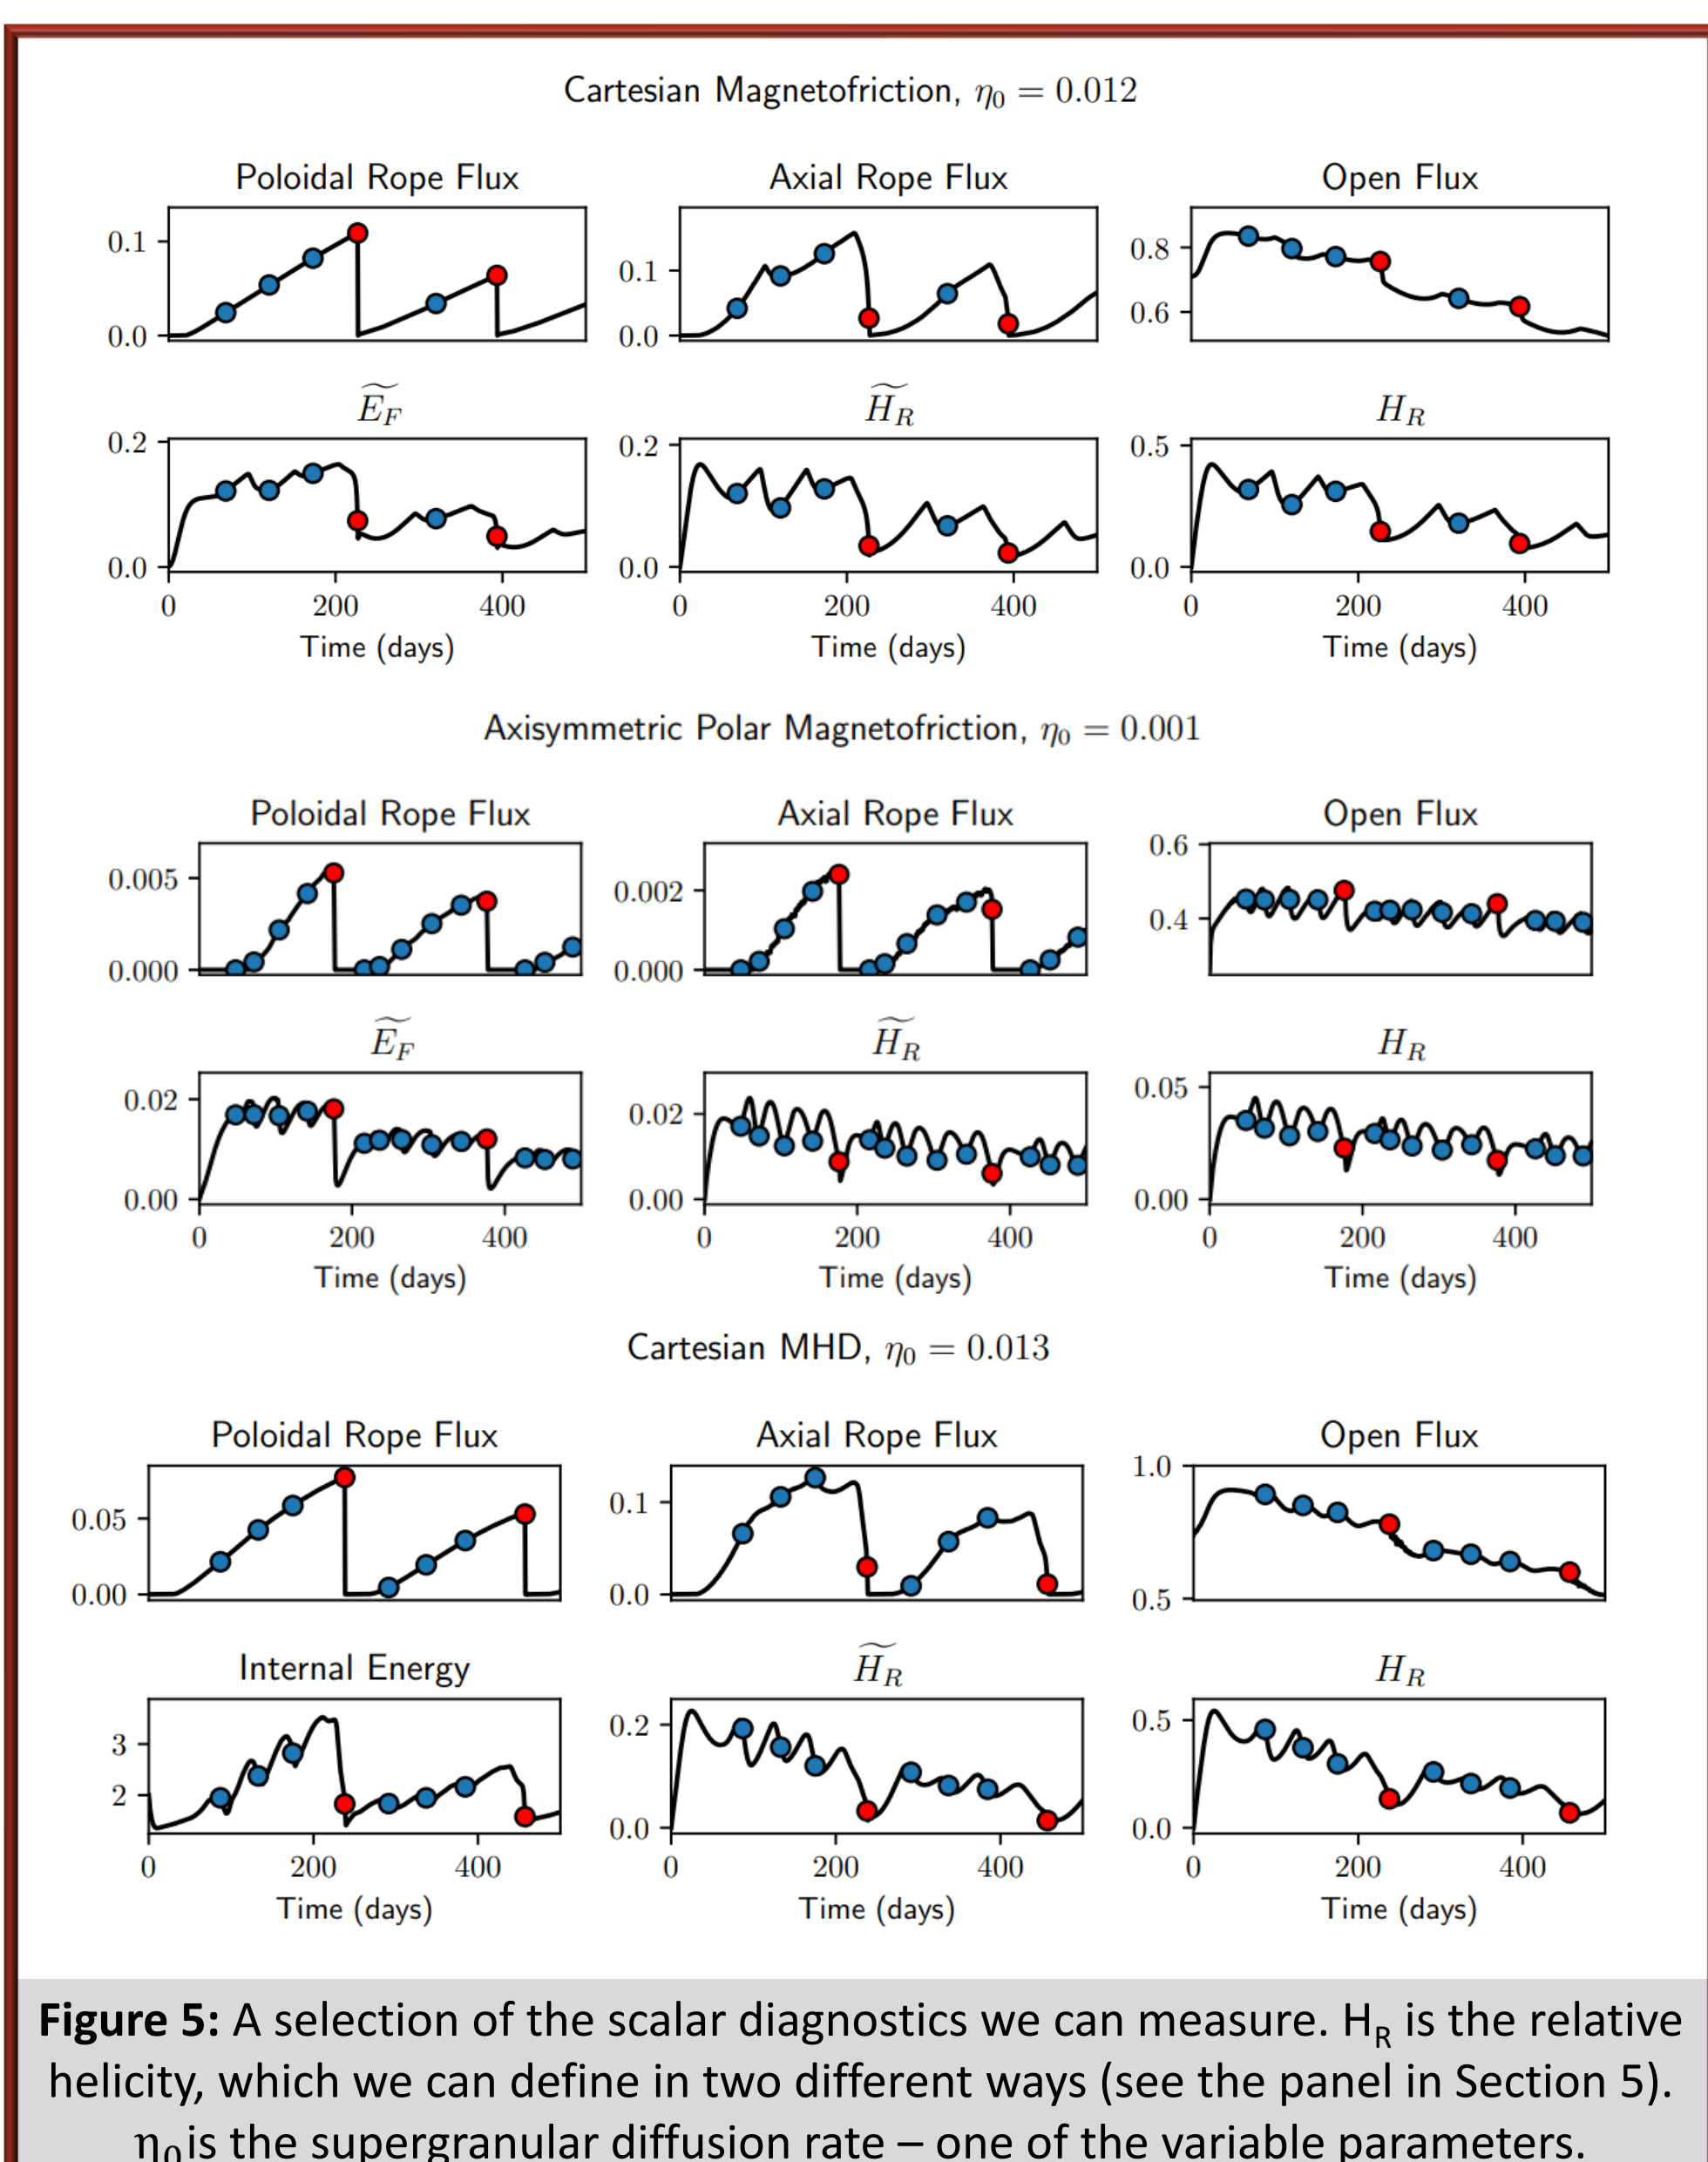 Cartesian Magnetofriction, η₀ = 0.012
Poloidal Rope Flux
Axial Rope Flux
Open Flux
0.1
0.0
0.1
0.0
0.8
0.6
E͠_F
H͠_R
H_R
0.2
0.0
0.2
0.0
0.5
0.0
0 200 400
0 200 400
0 200 400
Time (days)
Time (days)
Time (days)
Axisymmetric Polar Magnetofriction, η₀ = 0.001
Poloidal Rope Flux
Axial Rope Flux
Open Flux
0.005
0.000
0.002
0.000
0.6
0.4
E͠_F
H͠_R
H_R
0.02
0.00
0.02
0.00
0.05
0.00
0 200 400
0 200 400
0 200 400
Time (days)
Time (days)
Time (days)
Cartesian MHD, η₀ = 0.013
Poloidal Rope Flux
Axial Rope Flux
Open Flux
0.05
0.00
0.1
0.0
1.0
0.5
Internal Energy
H͠_R
H_R
3
2
0.2
0.0
0.5
0.0
0 200 400
0 200 400
0 200 400
Time (days)
Time (days)
Time (days)
Figure 5: A selection of the scalar diagnostics we can measure. H_R is the relative
helicity, which we can define in two different ways (see the panel in Section 5).
η₀ is the supergranular diffusion rate – one of the variable parameters.